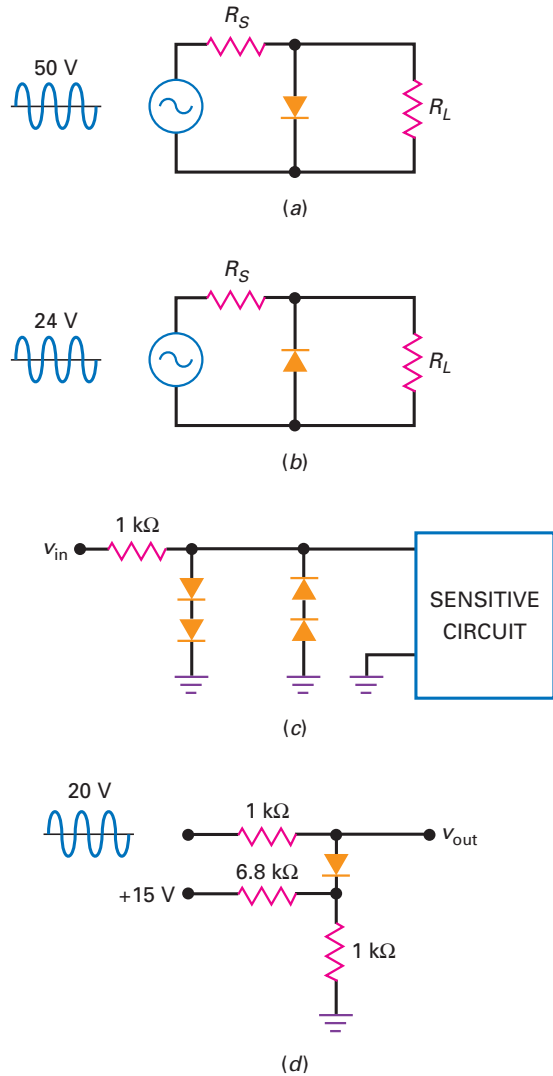 R_S
50 V
R_L
(a)
R_S
24 V
R_L
(b)
1 kΩ
v_in
SENSITIVE
CIRCUIT
(c)
20 V
1 kΩ
v_out
6.8 kΩ
+15 V
1 kΩ
(d)